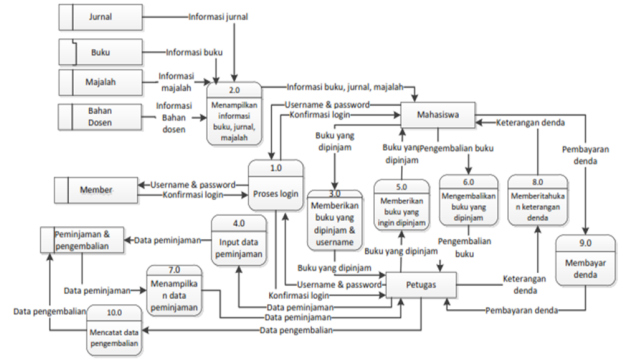 Jurnal
Informasi jurnal
Buku
Informasi buku
Majalah
Informasi
majalah
Bahan
Dosen
Informasi
Bahan
dosen
2.0
Menampilkan
informasi
buku, jurnal,
majalah
Informasi buku, jurnal, majalah
Username & password
Konfirmasi login
Mahasiswa
Keterangan denda
Buku yang
dipinjam
Buku yang
dipinjam
Pengembalian buku
Pembayaran
denda
Member
Username & password
Konfirmasi login
1.0
Proses login
3.0
Memberikan
buku yang
dipinjam &
username
5.0
Memberikan
buku yang
ingin dipinjam
6.0
Mengembalikan
buku yang
dipinjam
8.0
Memberitahuka
n keterangan
denda
9.0
Membayar
denda
Peminjaman &
pengembalian
Data peminjaman
4.0
Input data
peminjaman
Buku yang dipinjam
Pengembalian
buku
Buku yang dipinjam
Username & password
Konfirmasi login
Petugas
Keterangan
denda
Data peminjaman
7.0
Menampilka
n data
peminjaman
Data peminjaman
Data peminjaman
Pembayaran denda
Data pengembalian
10.0
Mencatat data
pengembalian
Data pengembalian